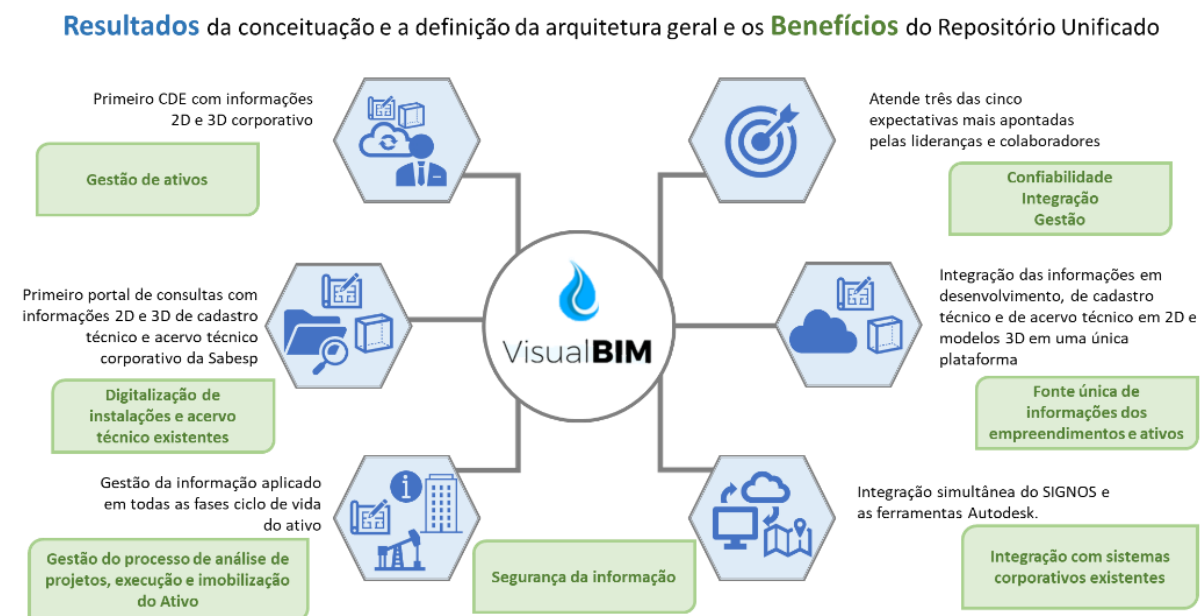 Resultados da conceituação e a definição da arquitetura geral e os Benefícios do Repositório Unificado
Primeiro CDE com informações
2D e 3D corporativo
Gestão de ativos
Atende três das cinco
expectativas mais apontadas
pelas lideranças e colaboradores
Confiabilidade
Integração
Gestão
Primeiro portal de consultas com
informações 2D e 3D de cadastro
técnico e acervo técnico
corporativo da Sabesp
Digitalização de
instalações e acervo
técnico existentes
VisualBIM
Integração das informações em
desenvolvimento, de cadastro
técnico e de acervo técnico em 2D e
modelos 3D em uma única
plataforma
Fonte única de
informações dos
empreendimentos e ativos
Gestão da informação aplicado
em todas as fases ciclo de vida
do ativo
Gestão do processo de análise de
projetos, execução e imobilização
do Ativo
i
Segurança da informação
Integração simultânea do SIGNOS e
as ferramentas Autodesk.
Integração com sistemas
corporativos existentes